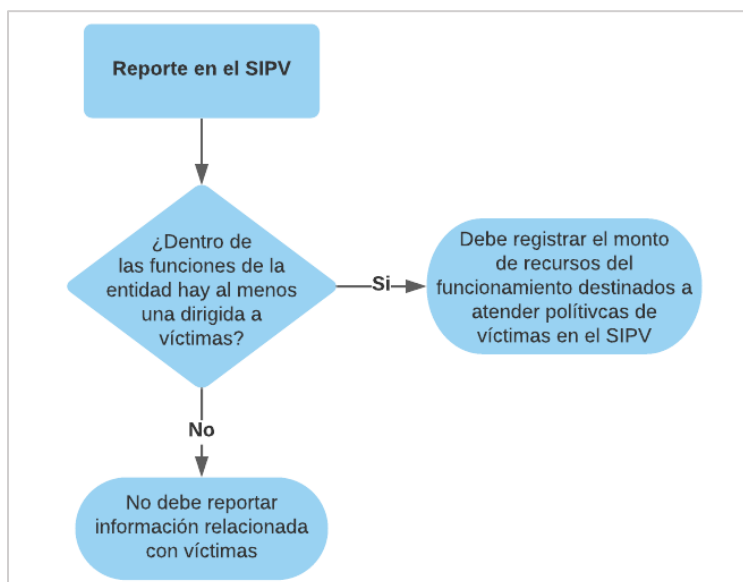 Reporte en el SIPV
¿Dentro de
las funciones de la
entidad hay al menos
una dirigida a
víctimas?
Si
Debe registrar el monto
de recursos del
funcionamiento destinados a
atender polítivcas de
víctimas en el SIPV
No
No debe reportar
información relacionada
con víctimas